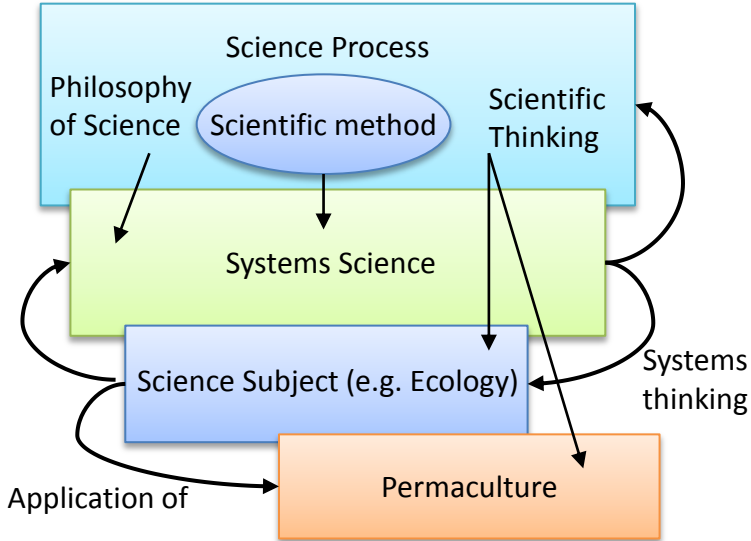 Science Process
Philosophy
of Science
Scientific method
Scientific
Thinking
Systems Science
Science Subject (e.g. Ecology)
Systems
thinking
Application of
Permaculture